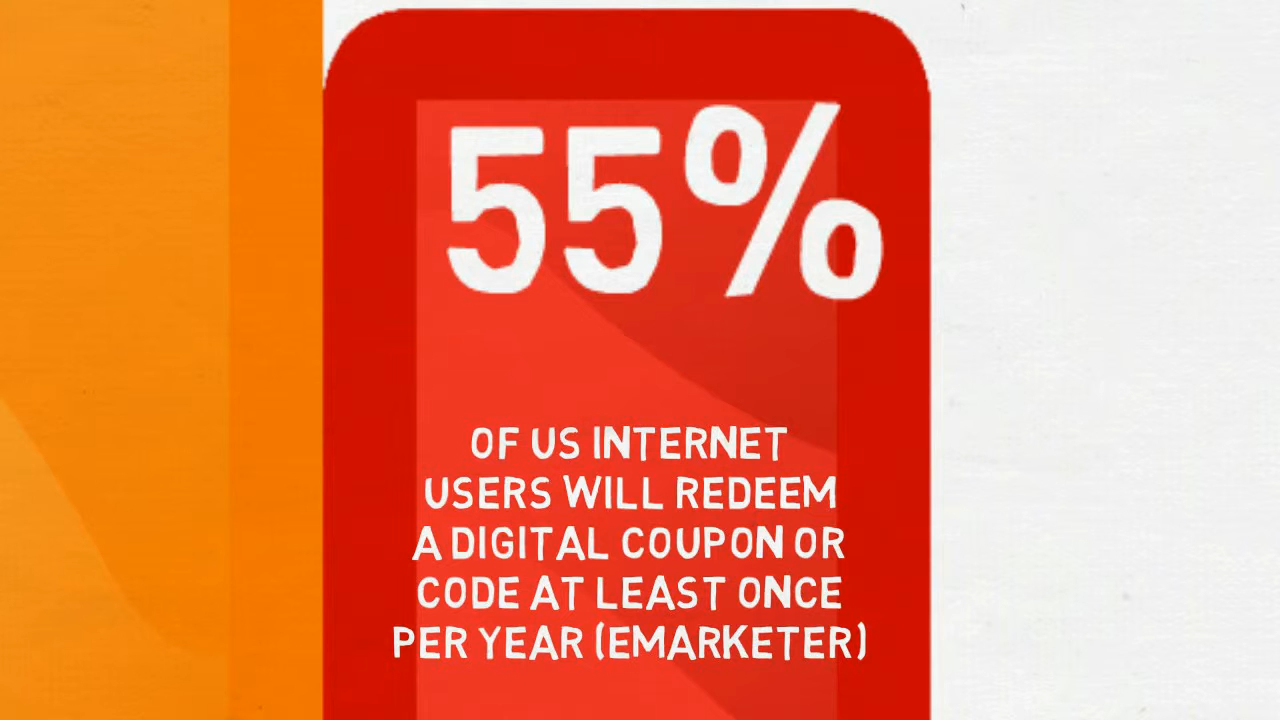 55%
OF US INTERNET
USERS WILL REDEEM
A DIGITAL COUPON OR
CODE AT LEAST ONCE
PER YEAR (EMARKETER)